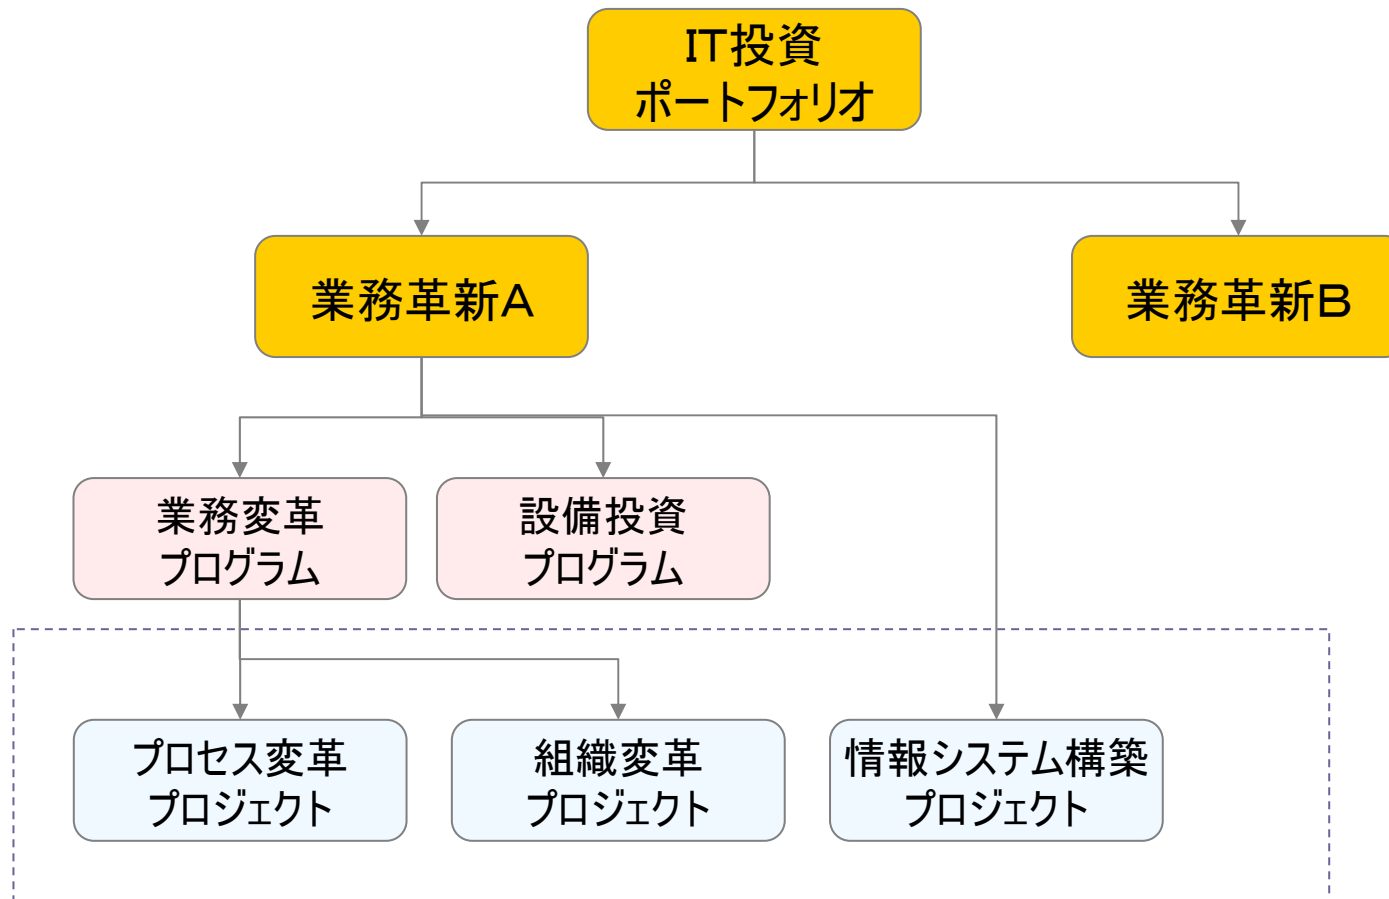 IT投資
ポートフォリオ
業務革新A
業務革新B
業務変革
プログラム
設備投資
プログラム
プロセス変革
プロジェクト
組織変革
プロジェクト
情報システム構築
プロジェクト